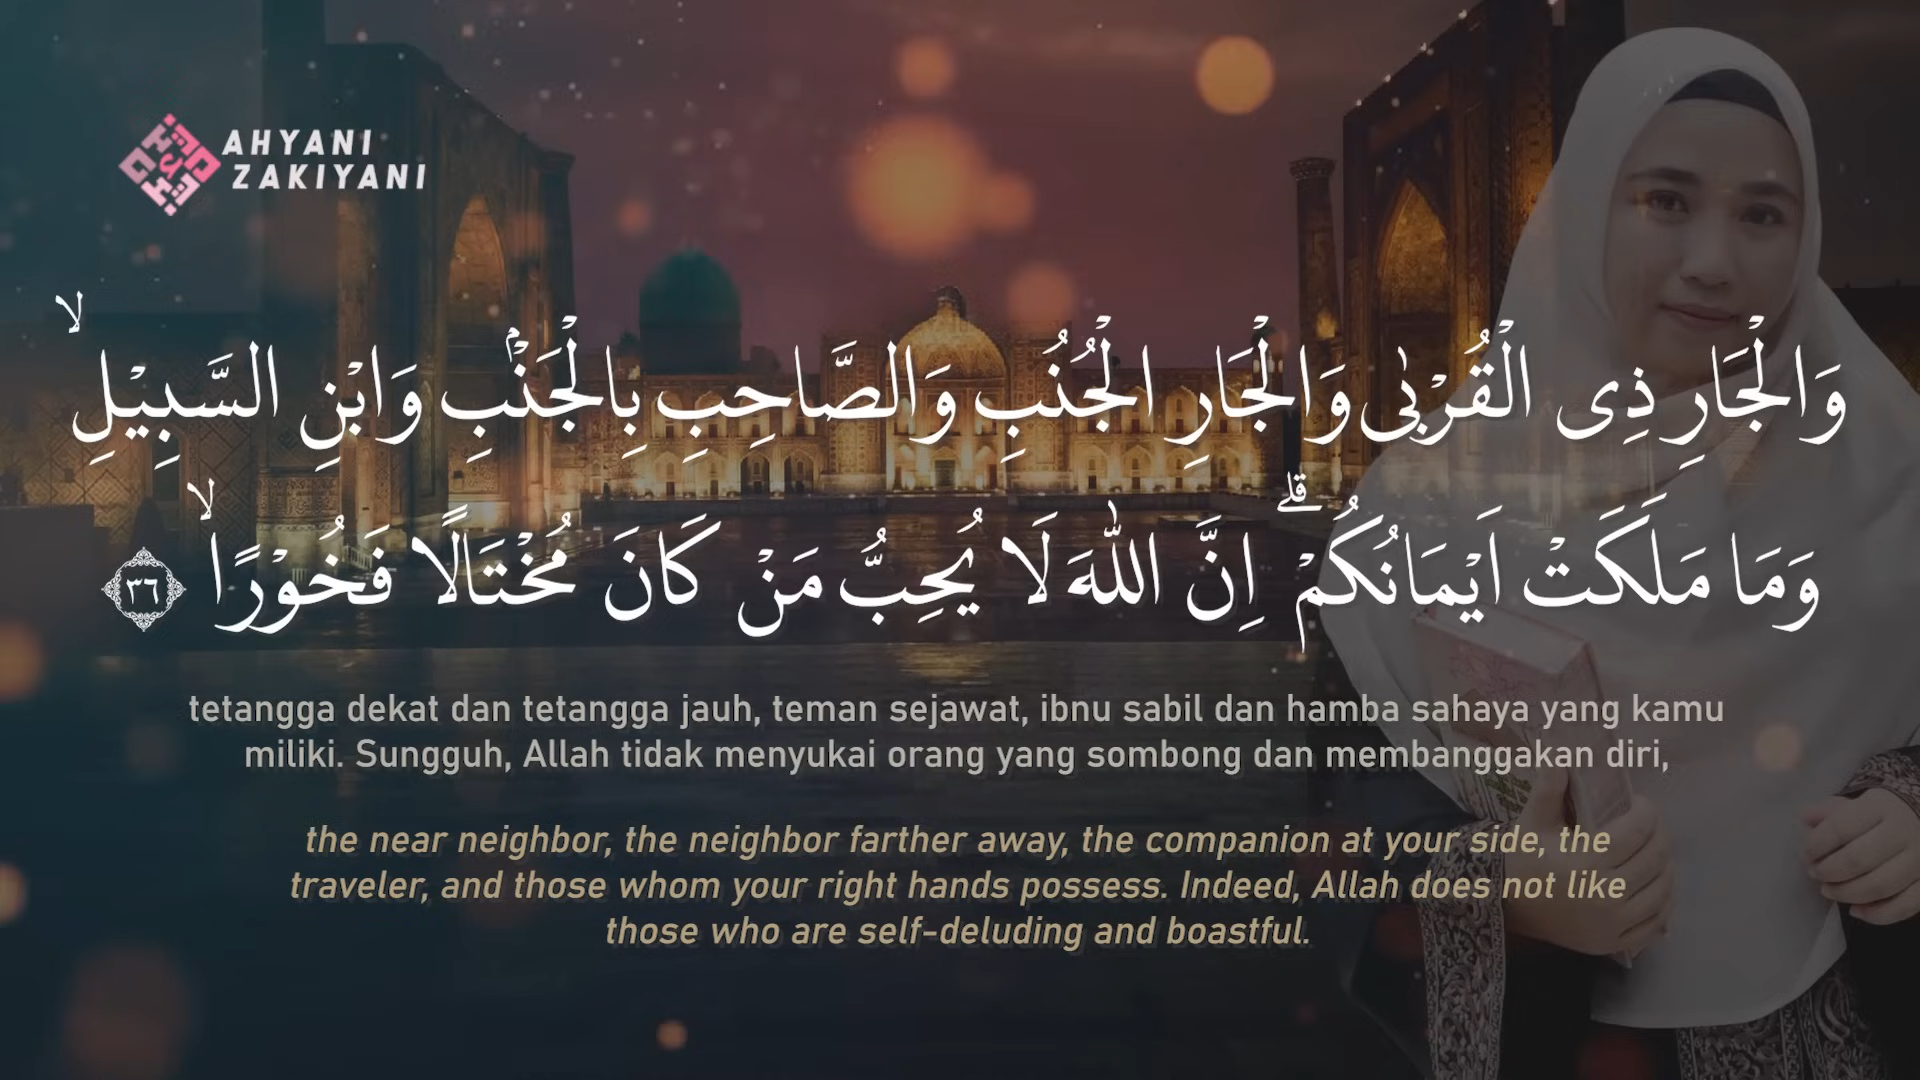 AHYANI
ZAKIYANI
وَالْجَارِ ذِى الْقُرْبٰى وَالْجَارِ الْجُنُبِ وَالصَّاحِبِ بِالْجَنْۢبِ وَابْنِ السَّبِيْلِۙ
وَمَا مَلَكَتْ اَيْمَانُكُمْ ۗ اِنَّ اللّٰهَ لَا يُحِبُّ مَنْ كَانَ مُخْتَالًا فَخُوْرًاۙ ٣٦
tetangga dekat dan tetangga jauh, teman sejawat, ibnu sabil dan hamba sahaya yang kamu
miliki. Sungguh, Allah tidak menyukai orang yang sombong dan membanggakan diri,
the near neighbor, the neighbor farther away, the companion at your side, the
traveler, and those whom your right hands possess. Indeed, Allah does not like
those who are self-deluding and boastful.